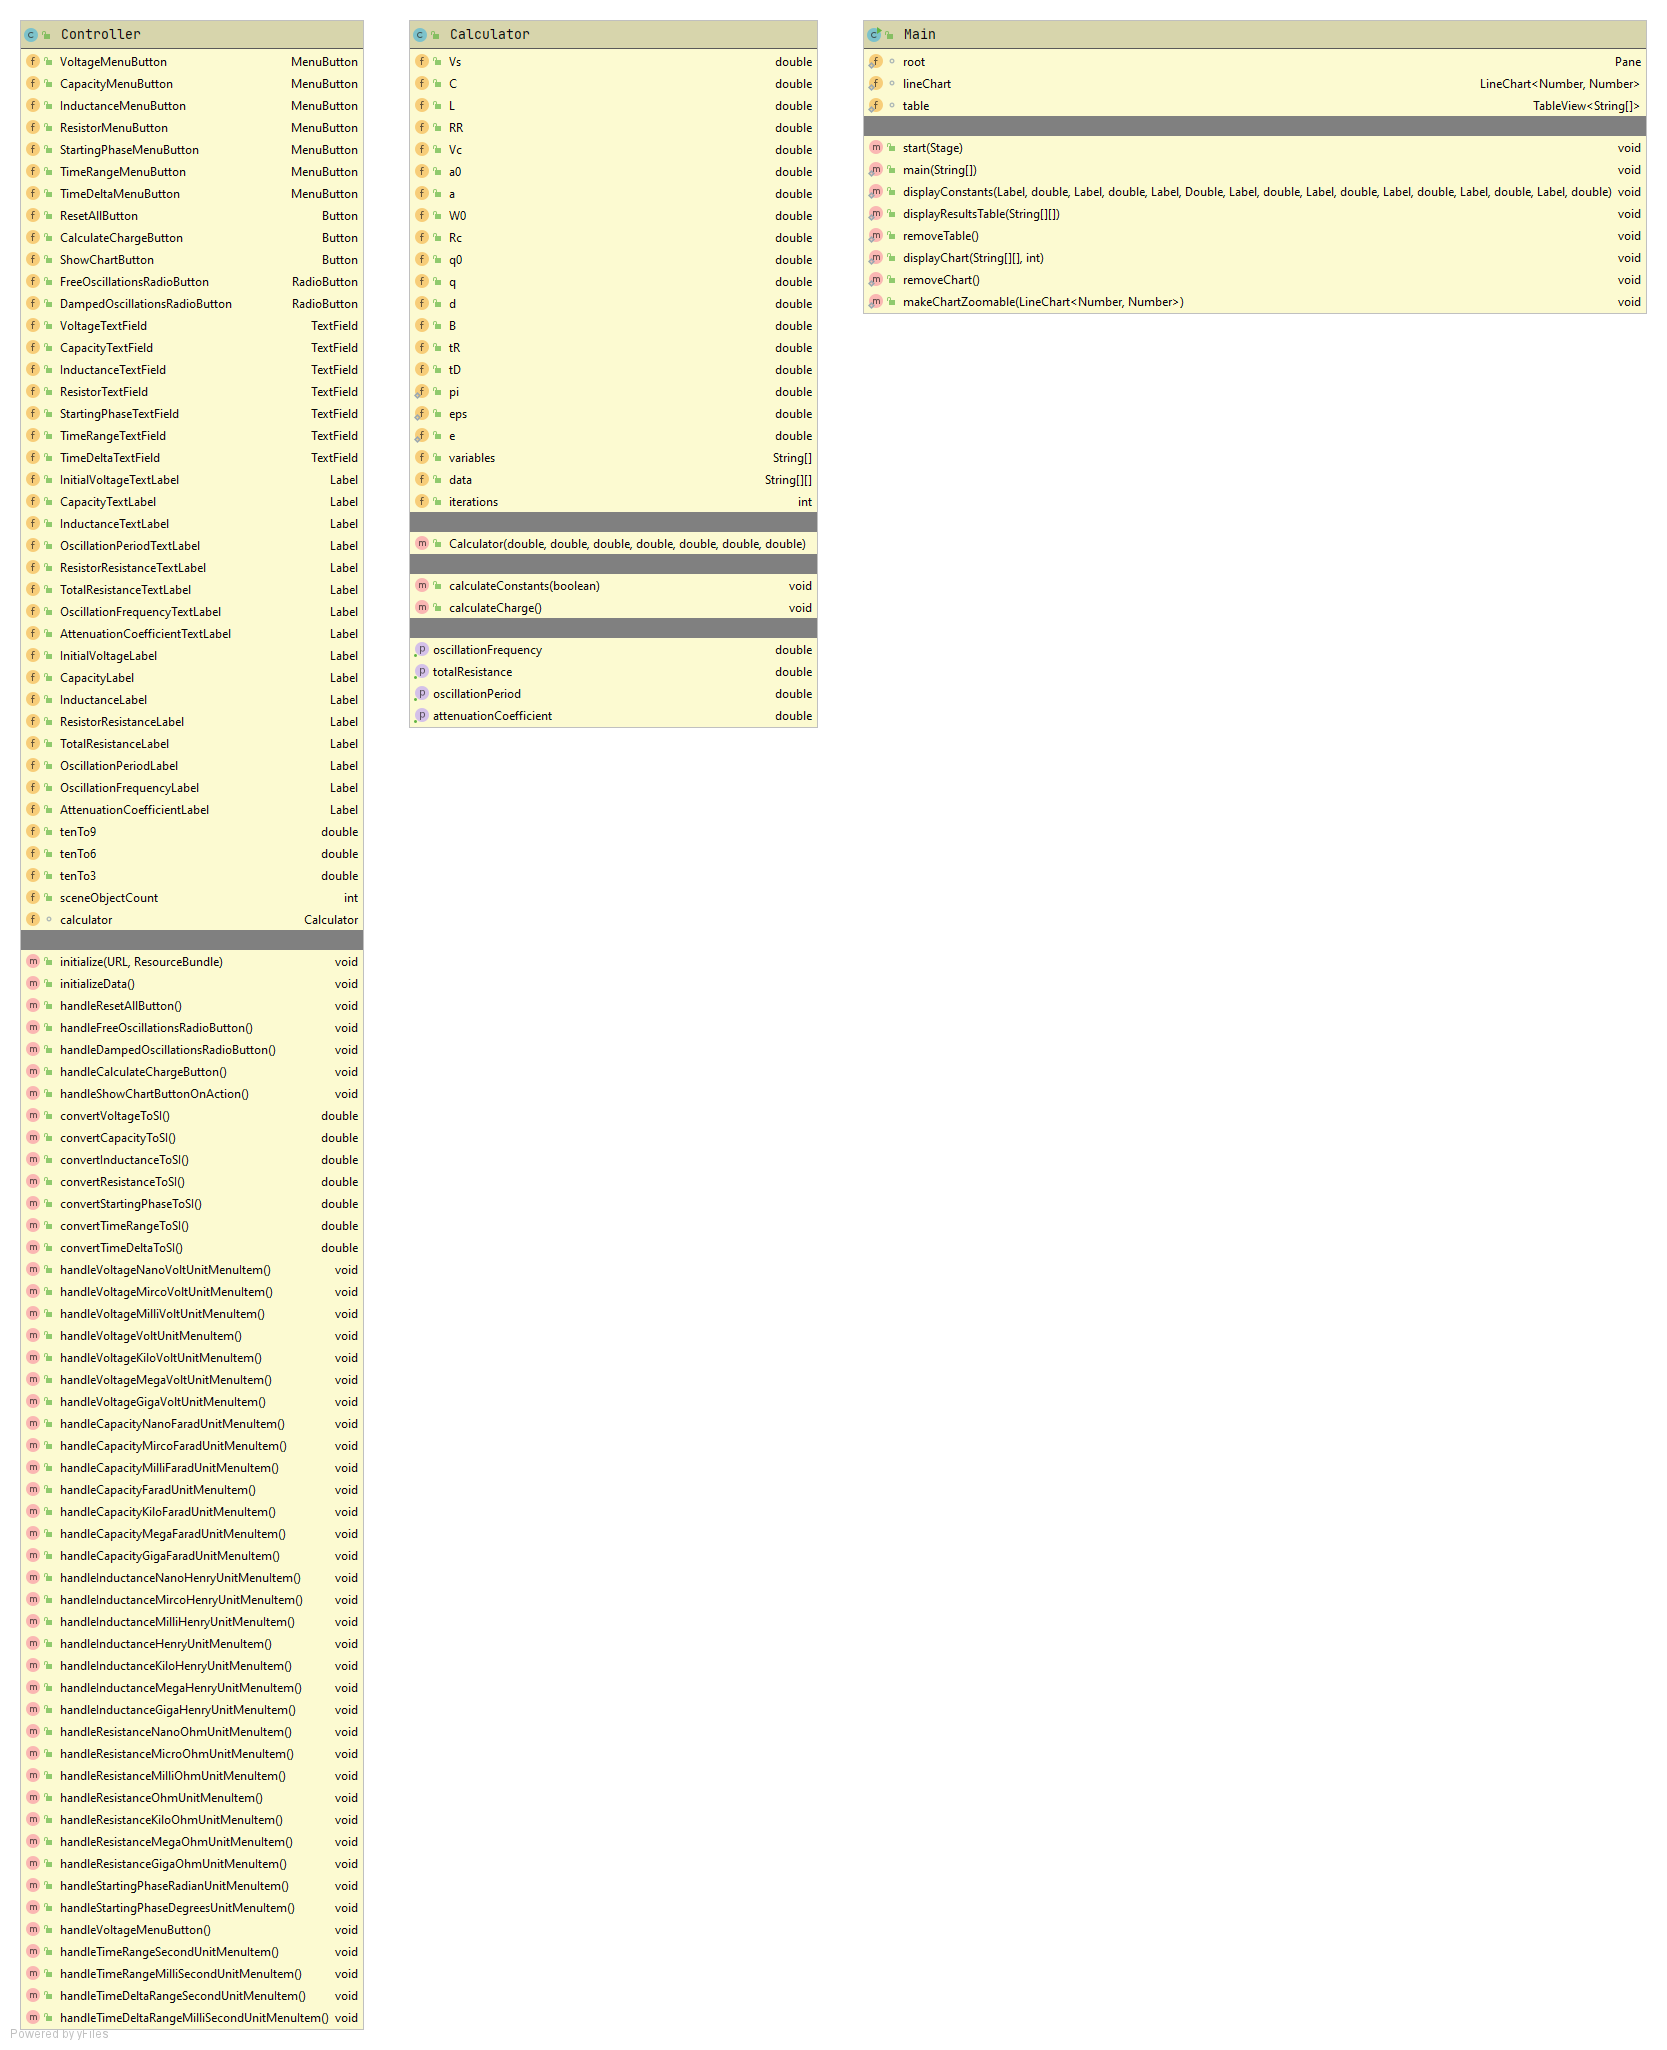 Controller
VoltageMenuButton MenuButton
CapacityMenuButton MenuButton
InductanceMenuButton MenuButton
ResistorMenuButton MenuButton
StartingPhaseMenuButton MenuButton
TimeRangeMenuButton MenuButton
TimeDeltaMenuButton MenuButton
ResetAllButton Button
CalculateChargeButton Button
ShowChartButton Button
FreeOscillationsRadioButton RadioButton
DampedOscillationsRadioButton RadioButton
VoltageTextField TextField
CapacityTextField TextField
InductanceTextField TextField
ResistorTextField TextField
StartingPhaseTextField TextField
TimeRangeTextField TextField
TimeDeltaTextField TextField
InitialVoltageTextLabel Label
CapacityTextLabel Label
InductanceTextLabel Label
OscillationPeriodTextLabel Label
ResistorResistanceTextLabel Label
TotalResistanceTextLabel Label
OscillationFrequencyTextLabel Label
AttenuationCoefficientTextLabel Label
InitialVoltageLabel Label
CapacityLabel Label
InductanceLabel Label
ResistorResistanceLabel Label
TotalResistanceLabel Label
OscillationPeriodLabel Label
OscillationFrequencyLabel Label
AttenuationCoefficientLabel Label
tenTo9 double
tenTo6 double
tenTo3 double
sceneObjectCount int
calculator Calculator
initialize(URL, ResourceBundle) void
initializeData() void
handleResetAllButton() void
handleFreeOscillationsRadioButton() void
handleDampedOscillationsRadioButton() void
handleCalculateChargeButton() void
handleShowChartButtonOnAction() void
convertVoltageToSI() double
convertCapacityToSI() double
convertInductanceToSI() double
convertResistanceToSI() double
convertStartingPhaseToSI() double
convertTimeRangeToSI() double
convertTimeDeltaToSI() double
handleVoltageNanoVoltUnitMenuItem() void
handleVoltageMircoVoltUnitMenuItem() void
handleVoltageMilliVoltUnitMenuItem() void
handleVoltageVoltUnitMenuItem() void
handleVoltageKiloVoltUnitMenuItem() void
handleVoltageMegaVoltUnitMenuItem() void
handleVoltageGigaVoltUnitMenuItem() void
handleCapacityNanoFaradUnitMenuItem() void
handleCapacityMircoFaradUnitMenuItem() void
handleCapacityMilliFaradUnitMenuItem() void
handleCapacityFaradUnitMenuItem() void
handleCapacityKiloFaradUnitMenuItem() void
handleCapacityMegaFaradUnitMenuItem() void
handleCapacityGigaFaradUnitMenuItem() void
handleInductanceNanoHenryUnitMenuItem() void
handleInductanceMircoHenryUnitMenuItem() void
handleInductanceMilliHenryUnitMenuItem() void
handleInductanceHenryUnitMenuItem() void
handleInductanceKiloHenryUnitMenuItem() void
handleInductanceMegaHenryUnitMenuItem() void
handleInductanceGigaHenryUnitMenuItem() void
handleResistanceNanoOhmUnitMenuItem() void
handleResistanceMicroOhmUnitMenuItem() void
handleResistanceMilliOhmUnitMenuItem() void
handleResistanceOhmUnitMenuItem() void
handleResistanceKiloOhmUnitMenuItem() void
handleResistanceMegaOhmUnitMenuItem() void
handleResistanceGigaOhmUnitMenuItem() void
handleStartingPhaseRadianUnitMenuItem() void
handleStartingPhaseDegreesUnitMenuItem() void
handleVoltageMenuButton() void
handleTimeRangeSecondUnitMenuItem() void
handleTimeRangeMilliSecondUnitMenuItem() void
handleTimeDeltaRangeSecondUnitMenuItem() void
handleTimeDeltaRangeMilliSecondUnitMenuItem() void
Powered by yFiles
Calculator
Vs double
C double
L double
RR double
Vc double
a0 double
a double
W0 double
Rc double
q0 double
q double
d double
B double
tR double
tD double
pi double
eps double
e double
variables String[]
data String[][]
iterations int
Calculator(double, double, double, double, double, double, double)
calculateConstants(boolean) void
calculateCharge() void
oscillationFrequency double
totalResistance double
oscillationPeriod double
attenuationCoefficient double
Main
root Pane
lineChart LineChart<Number, Number>
table TableView<String[]>
start(Stage) void
main(String[]) void
displayConstants(Label, double, Label, double, Label, Double, Label, double, Label, double, Label, double, Label, double, Label, double) void
displayResultsTable(String[][]) void
removeTable() void
displayChart(String[][], int) void
removeChart() void
makeChartZoomable(LineChart<Number, Number>) void